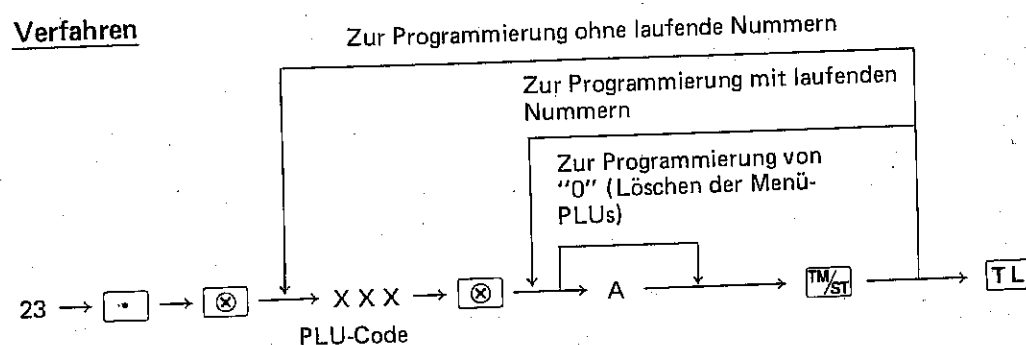 Verfahren
Zur Programmierung ohne laufende Nummern
Zur Programmierung mit laufenden
Nummern
Zur Programmierung von
"0" (Löschen der Menü-
PLUs)
23 → • → ⊗ → XXX → ⊗ → A → TM/ST → TL
PLU-Code